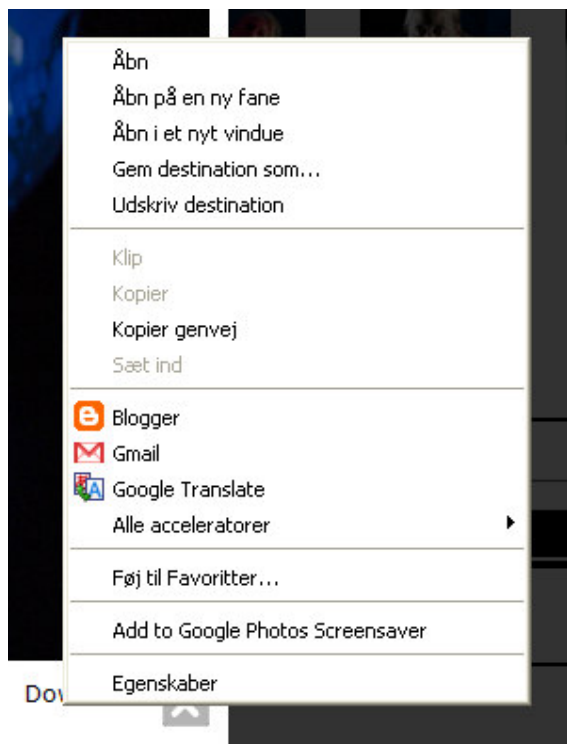 Åbn
Åbn på en ny fane
Åbn i et nyt vindue
Gem destination som...
Udskriv destination
Klip
Kopier
Kopier genvej
Sæt ind
Blogger
Gmail
Google Translate
Alle acceleratorer
Føj til Favoritter...
Add to Google Photos Screensaver
Egenskaber